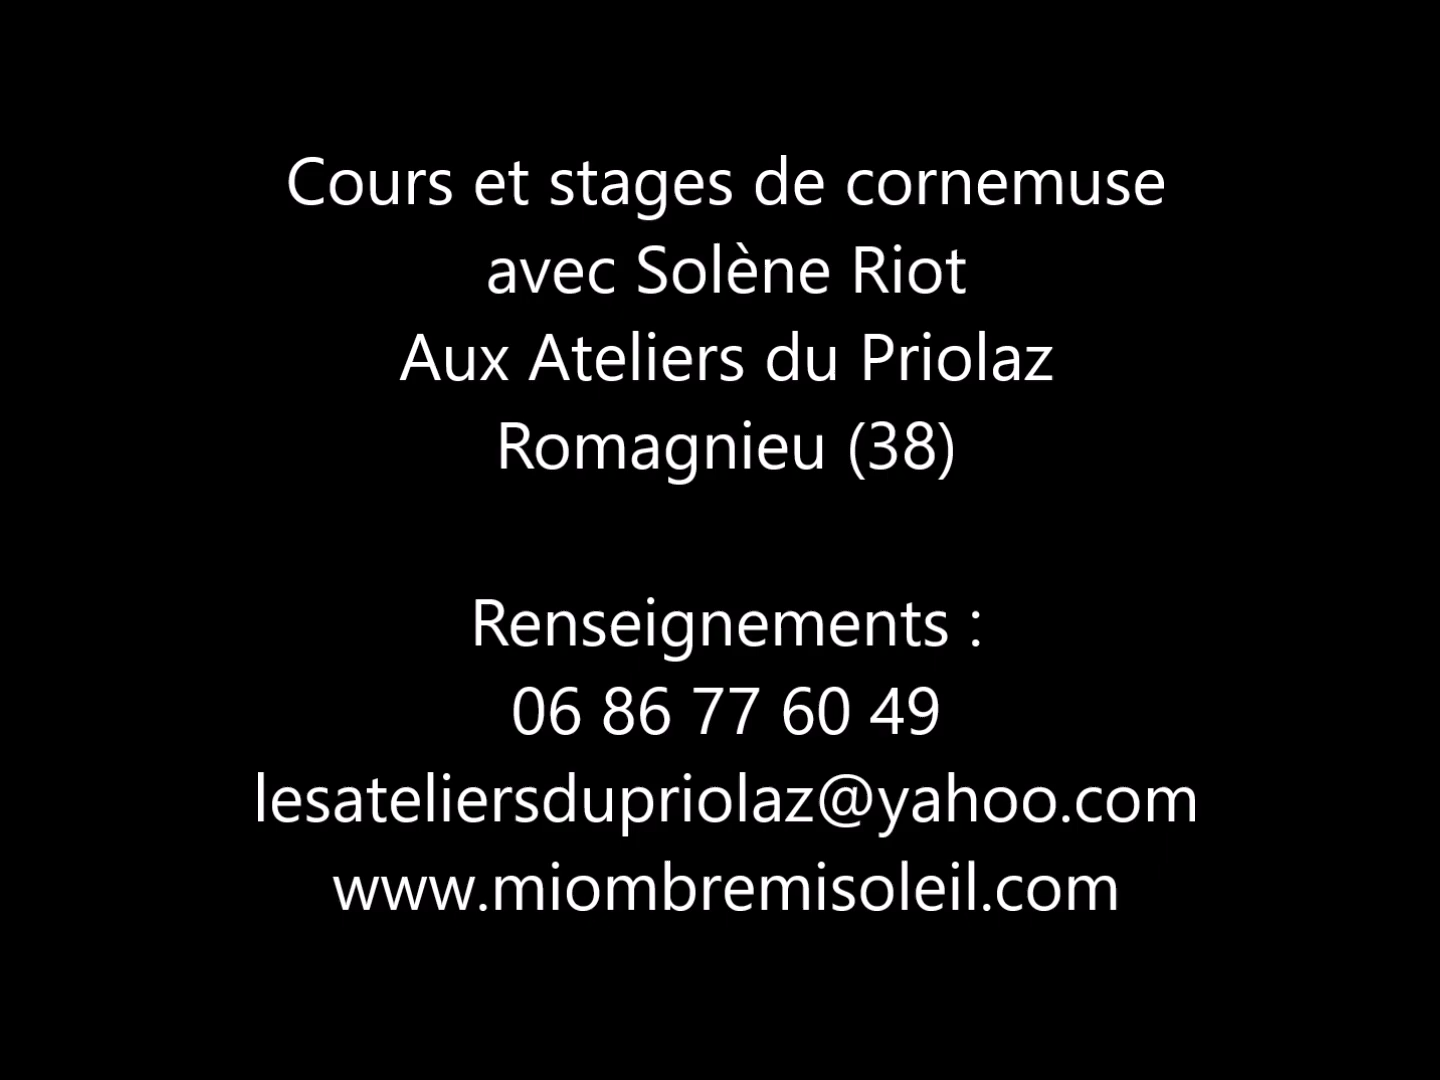 Cours et stages de cornemuse
avec Solène Riot
Aux Ateliers du Priolaz
Romagnieu (38)
Renseignements :
06 86 77 60 49
lesateliersdupriolaz@yahoo.com
www.miombremisoleil.com